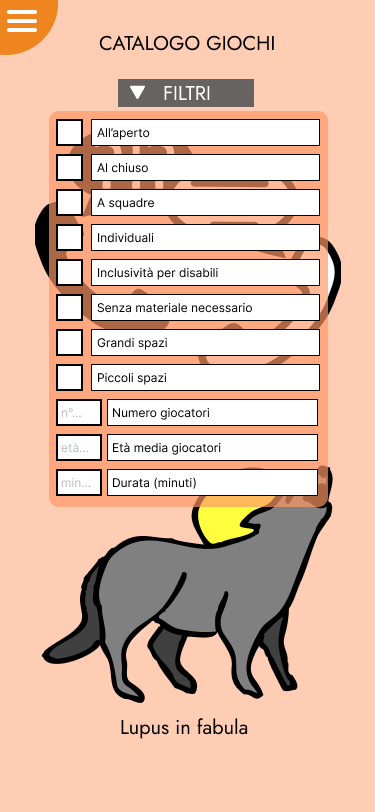 CATALOGO GIOCHI
▼ FILTRI
All'aperto
Al chiuso
A squadre
Individuali
Inclusività per disabili
Senza materiale necessario
Grandi spazi
Piccoli spazi
n°... Numero giocatori
età... Età media giocatori
min... Durata (minuti)
Lupus in fabula